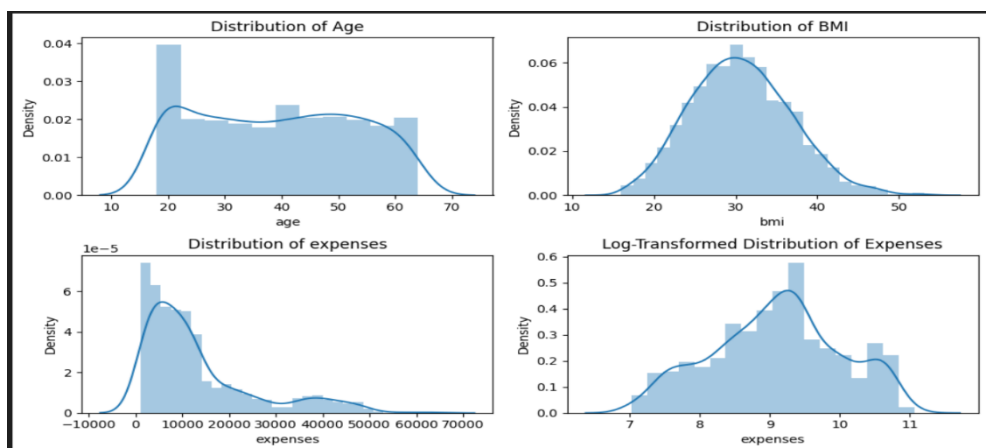 Distribution of Age
0.04
0.03
0.02
0.01
0.00
Density
10 20 30 40 50 60 70
age
Distribution of BMI
0.06
0.04
0.02
0.00
Density
10 20 30 40 50
bmi
Distribution of expenses
1e−5
6
4
2
0
Density
−10000 0 10000 20000 30000 40000 50000 60000 70000
expenses
Log-Transformed Distribution of Expenses
0.6
0.5
0.4
0.3
0.2
0.1
0.0
Density
7 8 9 10 11
expenses